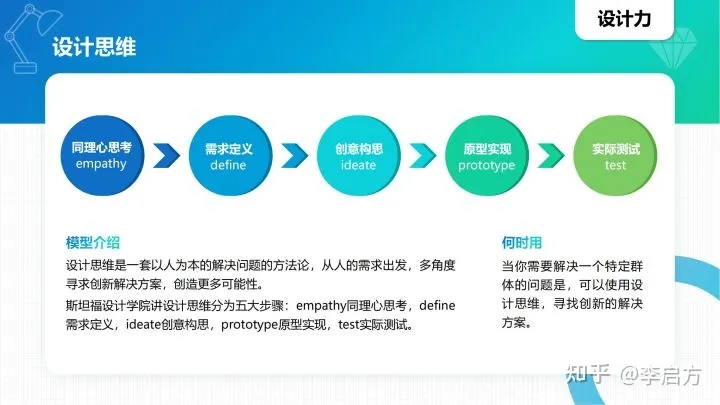 设计力
设计思维
同理心思考
empathy
需求定义
define
创意构思
ideate
原型实现
prototype
实际测试
test
模型介绍
设计思维是一套以人为本的解决问题的方法论，从人的需求出发，多角度
寻求创新解决方案，创造更多可能性。
斯坦福设计学院讲设计思维分为五大步骤：empathy同理心思考，define
需求定义，ideate创意构思，prototype原型实现，test实际测试。
何时用
当你需要解决一个特定群
体的问题是，可以使用设
计思维，寻找创新的解决
方案。
知乎 @李启方